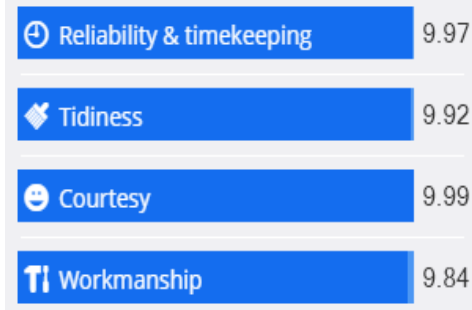 Reliability & timekeeping 9.97
Tidiness 9.92
Courtesy 9.99
Workmanship 9.84